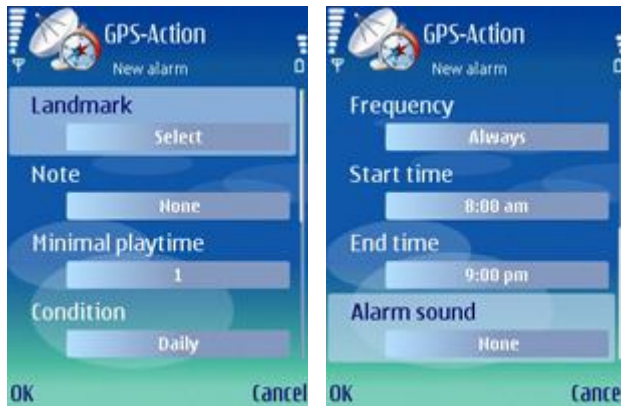 GPS-Action
New alarm
Landmark
Select
Note
None
Minimal playtime
1
Condition
Daily
OK
Cancel
GPS-Action
New alarm
Frequency
Always
Start time
8:00 am
End time
9:00 pm
Alarm sound
None
OK
Cance